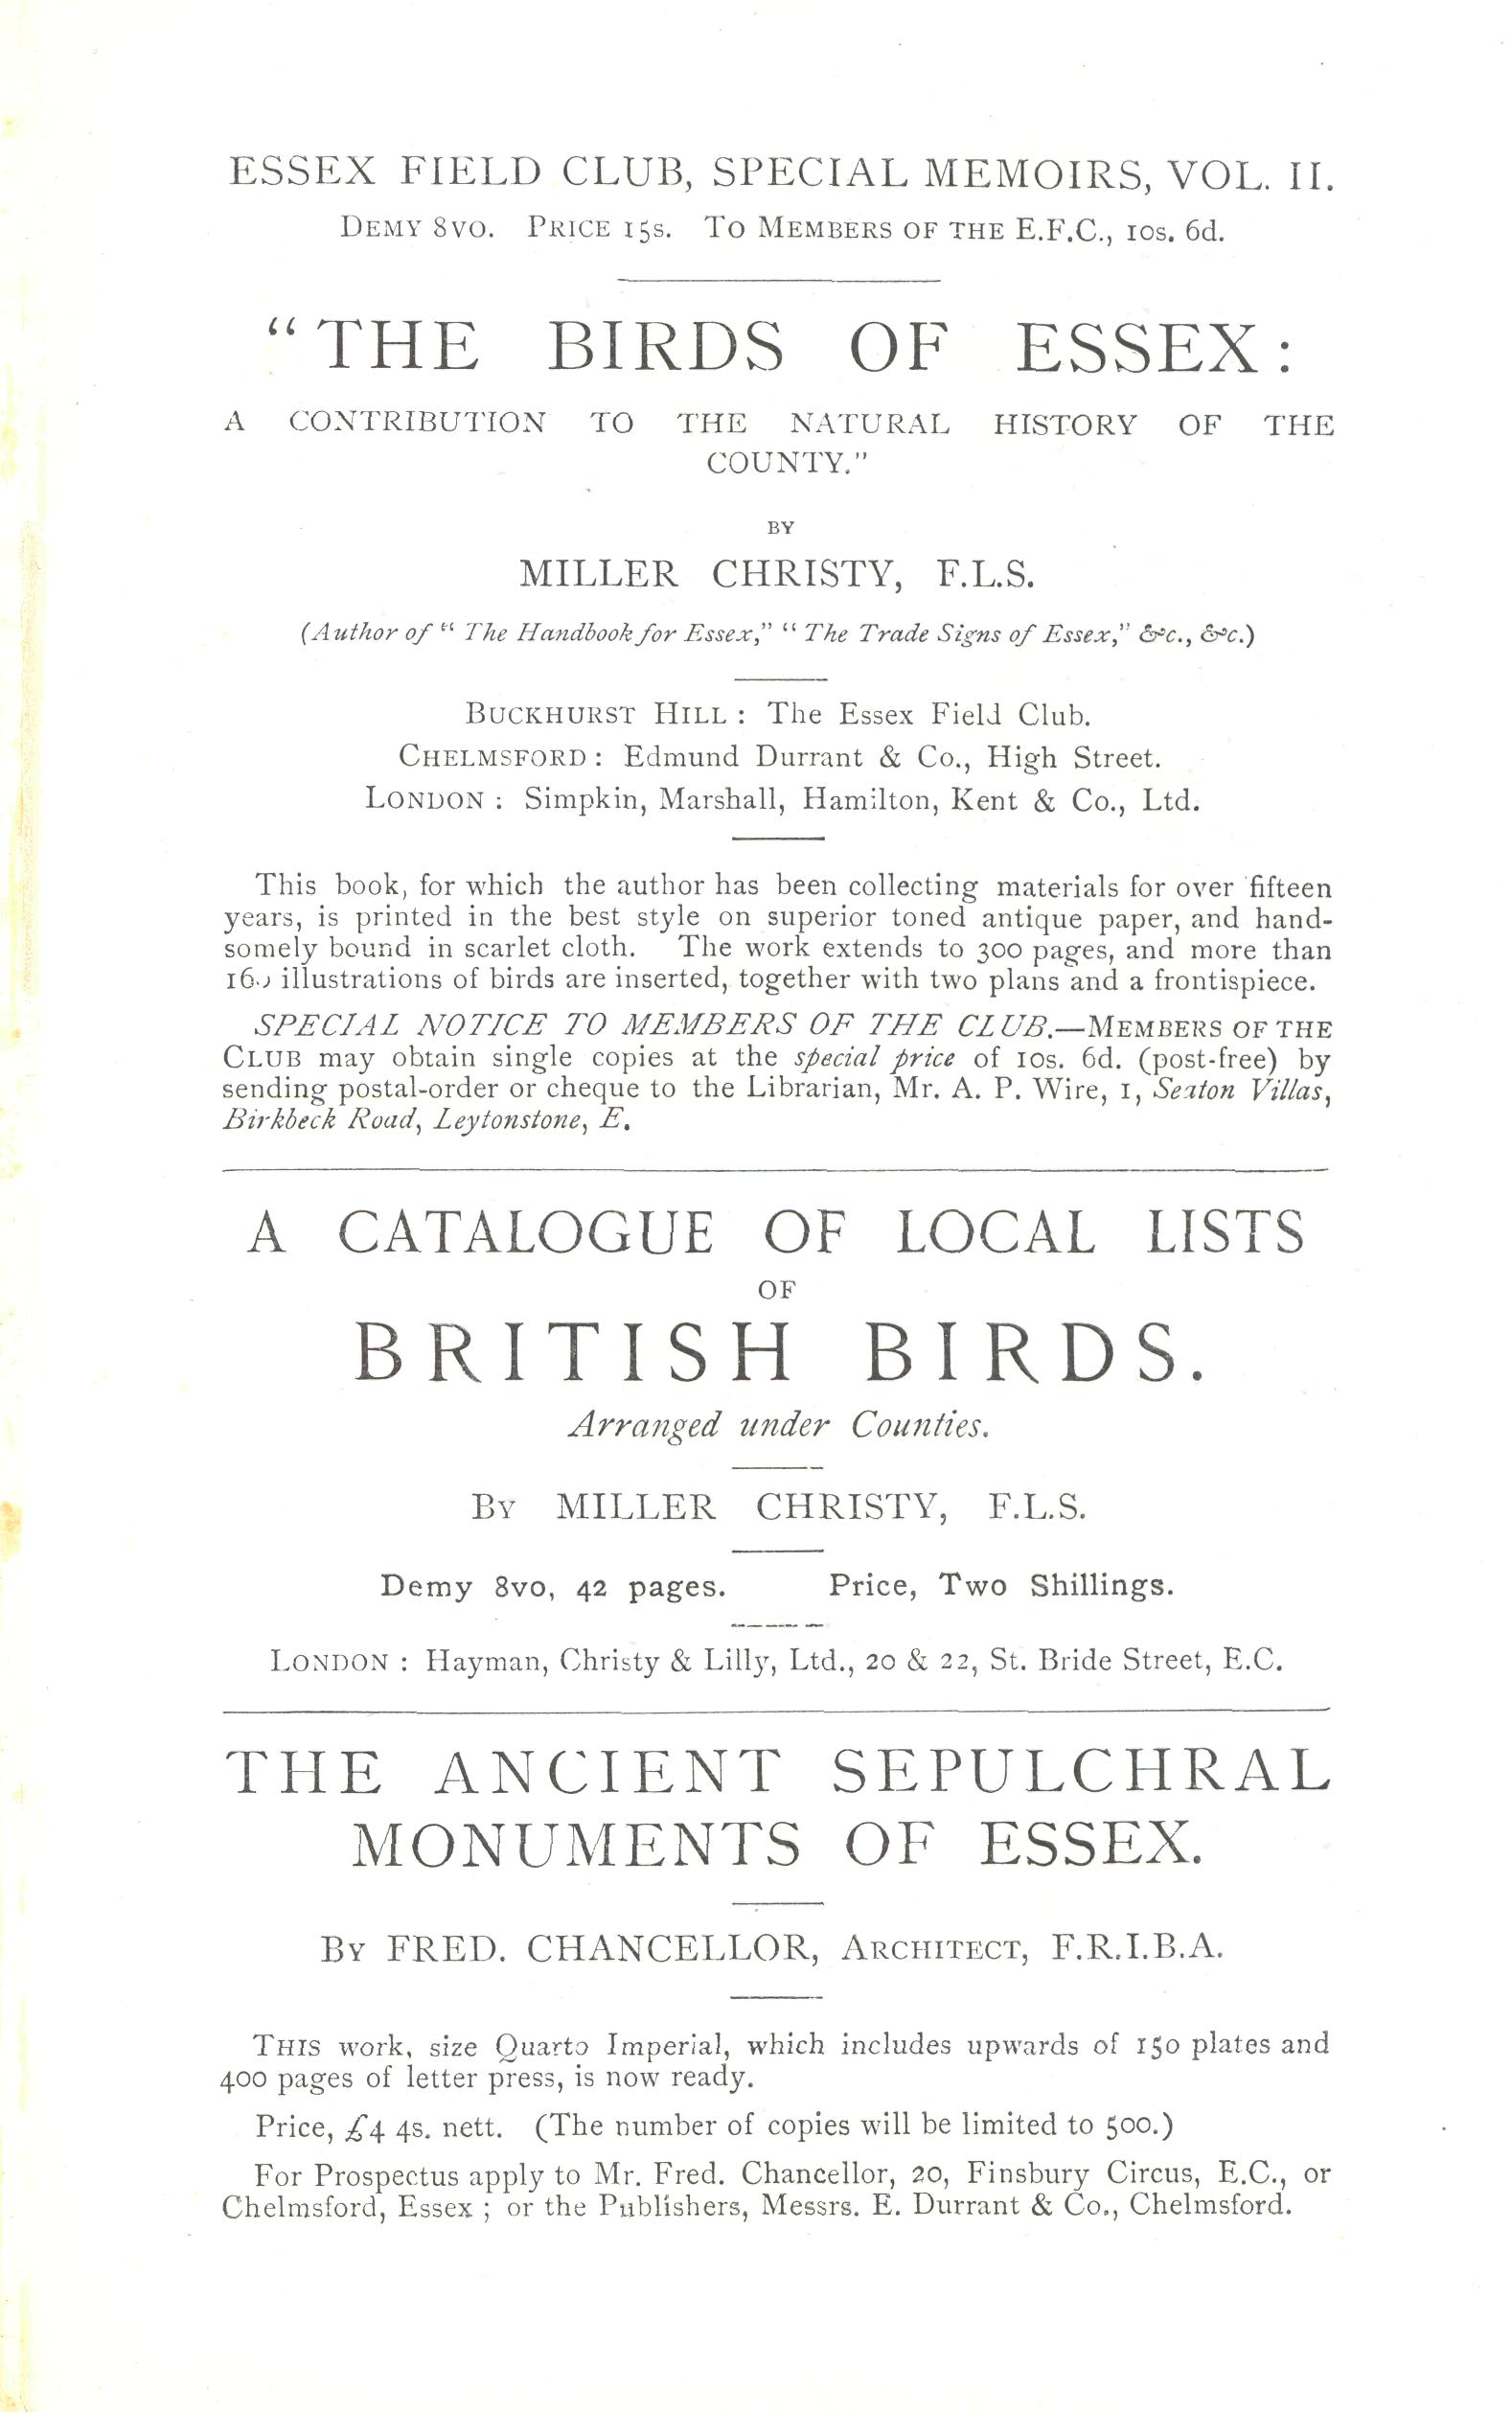 ESSEX FIELD CLUB, SPECIAL MEMOIRS, VOL. II.
DEMY 8VO. PRICE 15s. TO MEMBERS OF THE E.F.C., 10s. 6d.
"THE BIRDS OF ESSEX:
A CONTRIBUTION TO THE NATURAL HISTORY OF THE
COUNTY."
BY
MILLER CHRISTY, F.L.S.
(Author of "The Handbook for Essex," "The Trade Signs of Essex," &c., &c.)
BUCKHURST HILL: The Essex Field Club.
CHELMSFORD: Edmund Durrant & Co., High Street.
LONDON: Simpkin, Marshall, Hamilton, Kent & Co., Ltd.
This book, for which the author has been collecting materials for over fifteen
years, is printed in the best style on superior toned antique paper, and hand-
somely bound in scarlet cloth. The work extends to 300 pages, and more than
160 illustrations of birds are inserted, together with two plans and a frontispiece.
SPECIAL NOTICE TO MEMBERS OF THE CLUB.—MEMBERS OF THE
CLUB may obtain single copies at the special price of 10s. 6d. (post-free) by
sending postal-order or cheque to the Librarian, Mr. A. P. Wire, 1, Seaton Villas,
Birkbeck Road, Leytonstone, E.
A CATALOGUE OF LOCAL LISTS
OF
BRITISH BIRDS.
Arranged under Counties.
BY MILLER CHRISTY, F.L.S.
Demy 8vo, 42 pages. Price, Two Shillings.
LONDON: Hayman, Christy & Lilly, Ltd., 20 & 22, St. Bride Street, E.C.
THE ANCIENT SEPULCHRAL
MONUMENTS OF ESSEX.
BY FRED. CHANCELLOR, ARCHITECT, F.R.I.B.A.
THIS work, size Quarto Imperial, which includes upwards of 150 plates and
400 pages of letter press, is now ready.
Price, £4 4s. nett. (The number of copies will be limited to 500.)
For Prospectus apply to Mr. Fred. Chancellor, 20, Finsbury Circus, E.C., or
Chelmsford, Essex; or the Publishers, Messrs. E. Durrant & Co., Chelmsford.